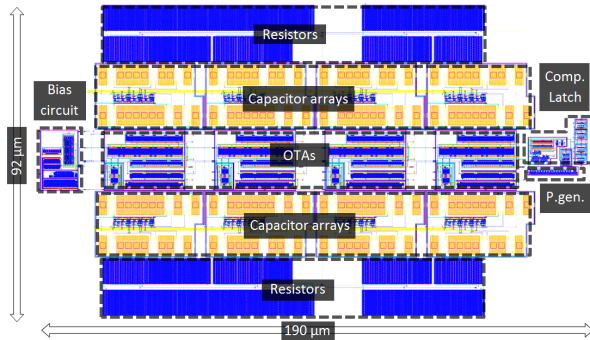 Resistors
Bias
circuit
Capacitor arrays
Comp.
Latch
92 µm
OTAs
P.gen.
Capacitor arrays
Resistors
190 µm